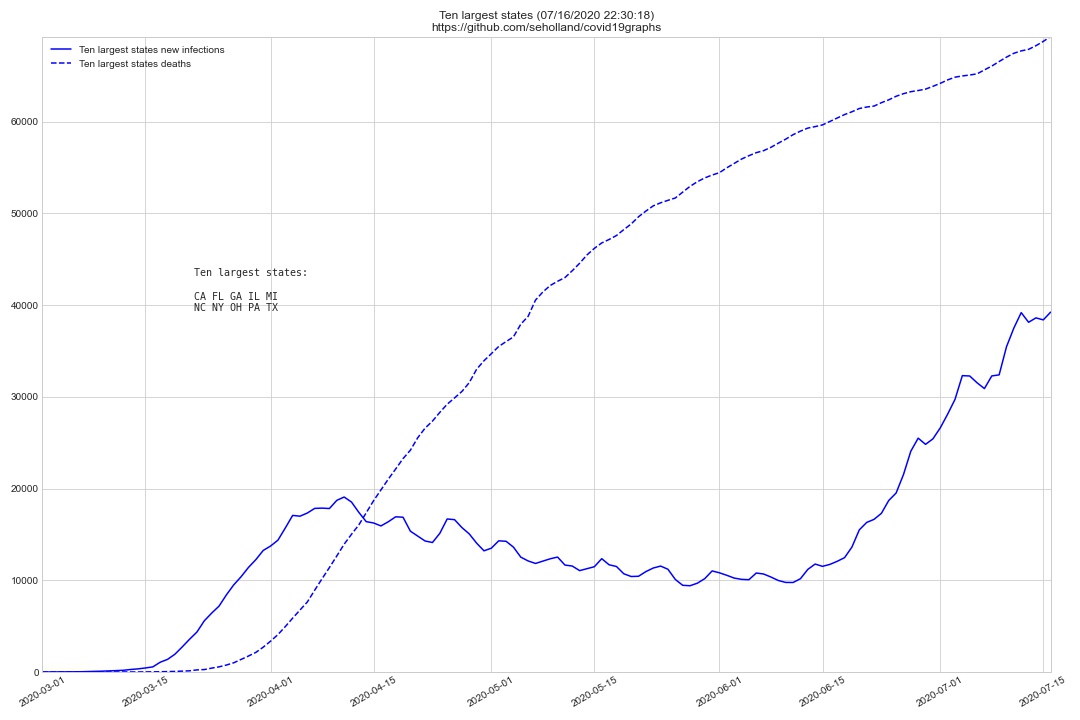 Ten largest states (07/16/2020 22:30:18)
https://github.com/seholland/covid19graphs
Ten largest states new infections
Ten largest states deaths
60000
50000
Ten largest states:
CA FL GA IL MI
NC NY OH PA TX
40000
30000
20000
10000
0
2020-03-01
2020-03-15
2020-04-01
2020-04-15
2020-05-01
2020-05-15
2020-06-01
2020-06-15
2020-07-01
2020-07-15